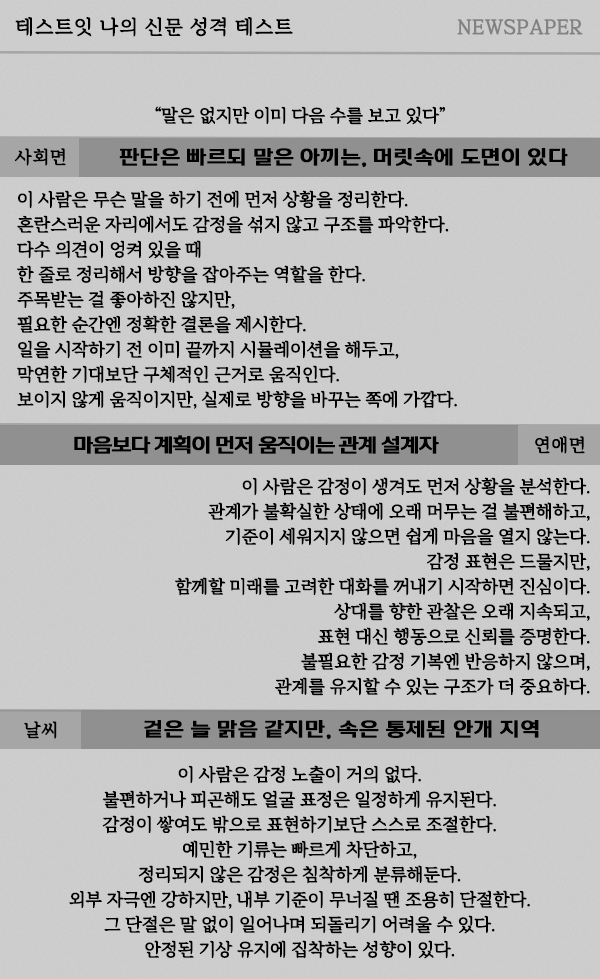 테스트잇 나의 신문 성격 테스트
NEWSPAPER
“말은 없지만 이미 다음 수를 보고 있다”
사회면
판단은 빠르되 말은 아끼는, 머릿속에 도면이 있다
이 사람은 무슨 말을 하기 전에 먼저 상황을 정리한다.
혼란스러운 자리에서도 감정을 섞지 않고 구조를 파악한다.
다수 의견이 엉켜 있을 때
한 줄로 정리해서 방향을 잡아주는 역할을 한다.
주목받는 걸 좋아하진 않지만,
필요한 순간엔 정확한 결론을 제시한다.
일을 시작하기 전 이미 끝까지 시뮬레이션을 해두고,
막연한 기대보단 구체적인 근거로 움직인다.
보이지 않게 움직이지만, 실제로 방향을 바꾸는 쪽에 가깝다.
마음보다 계획이 먼저 움직이는 관계 설계자
연애면
이 사람은 감정이 생겨도 먼저 상황을 분석한다.
관계가 불확실한 상태에 오래 머무는 걸 불편해하고,
기준이 세워지지 않으면 쉽게 마음을 열지 않는다.
감정 표현은 드물지만,
함께할 미래를 고려한 대화를 꺼내기 시작하면 진심이다.
상대를 향한 관찰은 오래 지속되고,
표현 대신 행동으로 신뢰를 증명한다.
불필요한 감정 기복엔 반응하지 않으며,
관계를 유지할 수 있는 구조가 더 중요하다.
날씨
겉은 늘 맑음 같지만, 속은 통제된 안개 지역
이 사람은 감정 노출이 거의 없다.
불편하거나 피곤해도 얼굴 표정은 일정하게 유지된다.
감정이 쌓여도 밖으로 표현하기보단 스스로 조절한다.
예민한 기류는 빠르게 차단하고,
정리되지 않은 감정은 침착하게 분류해둔다.
외부 자극엔 강하지만, 내부 기준이 무너질 땐 조용히 단절한다.
그 단절은 말 없이 일어나며 되돌리기 어려울 수 있다.
안정된 기상 유지에 집착하는 성향이 있다.